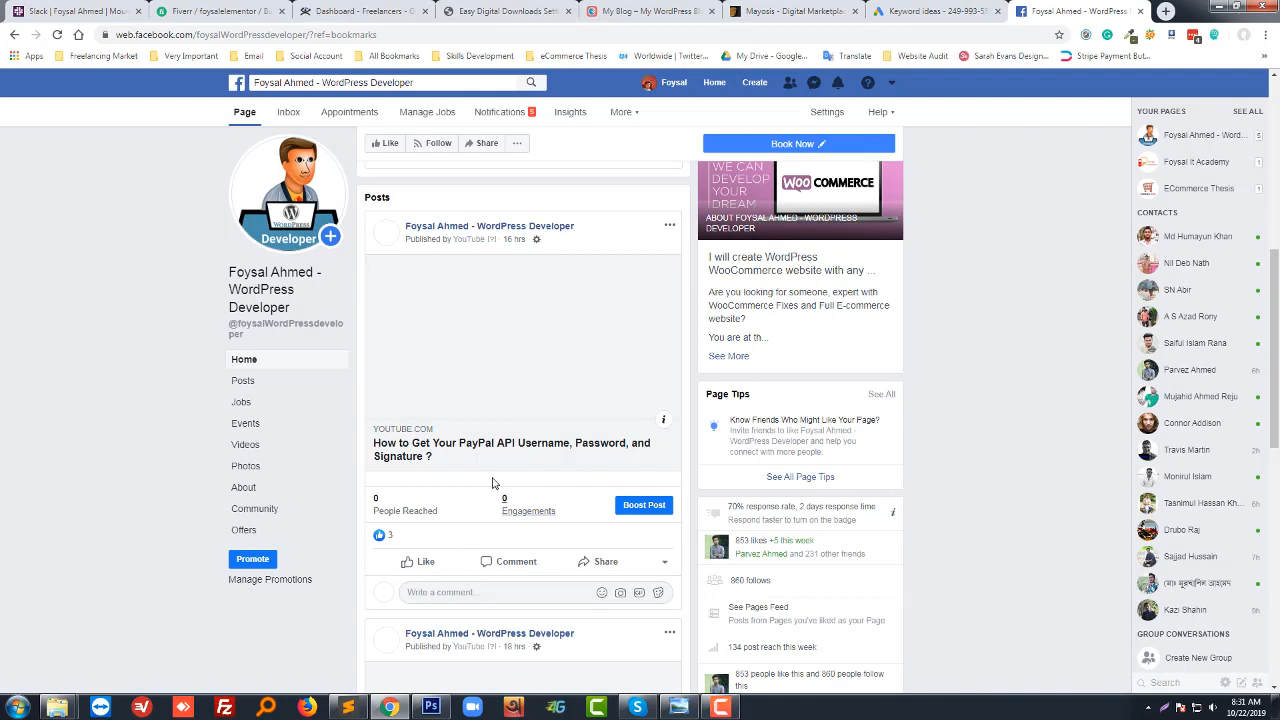 Slack | Foysal Ahmed | Mou
Fiverr / foysalelementor / Bu
Dashboard - Freelancers - G
Easy Digital Downloads Sett
My Blog – My WordPress Bl
Mayosis - Digital Marketpla
Keyword ideas - 249-993-55
Foysal Ahmed - WordPress D
web.facebook.com/foysalWordPressdeveloper/?ref=bookmarks
Apps
Freelancing Market
Very Important
Email
Social Account
All Bookmarks
Skills Development
eCommerce Thesis
Worldwide | Twitter...
My Drive - Google...
Translate
Website Audit
Sarah Evans Design...
Stripe Payment But...
Foysal Ahmed - WordPress Developer
Foysal
Home
Create
Page
Inbox
Appointments
Manage Jobs
Notifications 5
Insights
More
Settings
Help
Developer
Foysal Ahmed -
WordPress
Developer
@foysalWordPressdevelo
per
Home
Posts
Jobs
Events
Videos
Photos
About
Community
Offers
Promote
Manage Promotions
Like
Follow
Share
Posts
Foysal Ahmed - WordPress Developer
Published by YouTube [?] · 16 hrs ·
YOUTUBE.COM
How to Get Your PayPal API Username, Password, and
Signature ?
0
People Reached
0
Engagements
Boost Post
3
Like
Comment
Share
Write a comment...
Foysal Ahmed - WordPress Developer
Published by YouTube [?] · 18 hrs ·
Book Now
WE CAN
DEVELOP
YOUR
DREAM
WOO COMMERCE
ABOUT FOYSAL AHMED - WORDPRESS
DEVELOPER
I will create WordPress
WooCommerce website with any ...
Are you looking for someone, expert with
WooCommerce Fixes and Full E-commerce
website?
You are at th...
See More
Page Tips
See All
Know Friends Who Might Like Your Page?
Invite friends to like Foysal Ahmed -
WordPress Developer and help you
connect with more people.
See All Page Tips
70% response rate, 2 days response time
Respond faster to turn on the badge
853 likes +5 this week
Parvez Ahmed and 231 other friends
860 follows
See Pages Feed
Posts from Pages you've liked as your Page
134 post reach this week
853 people like this and 860 people follow
this
YOUR PAGES
SEE ALL
Foysal Ahmed - Word... 5
Foysal It Academy 1
ECommerce Thesis 1
CONTACTS
Md Humayun Khan
Nil Deb Nath
SN Abir
A S Azad Rony
Saiful Islam Rana
Parvez Ahmed 6h
Mujahid Ahmed Reju
Connor Addison
Travis Martin 2h
Monirul Islam
Tasnimul Hassan Kh...
Drubo Raj
Sajjad Hussain
Kazi Shahin 9h
GROUP CONVERSATIONS
Create New Group
Search
8:31 AM
10/22/2019